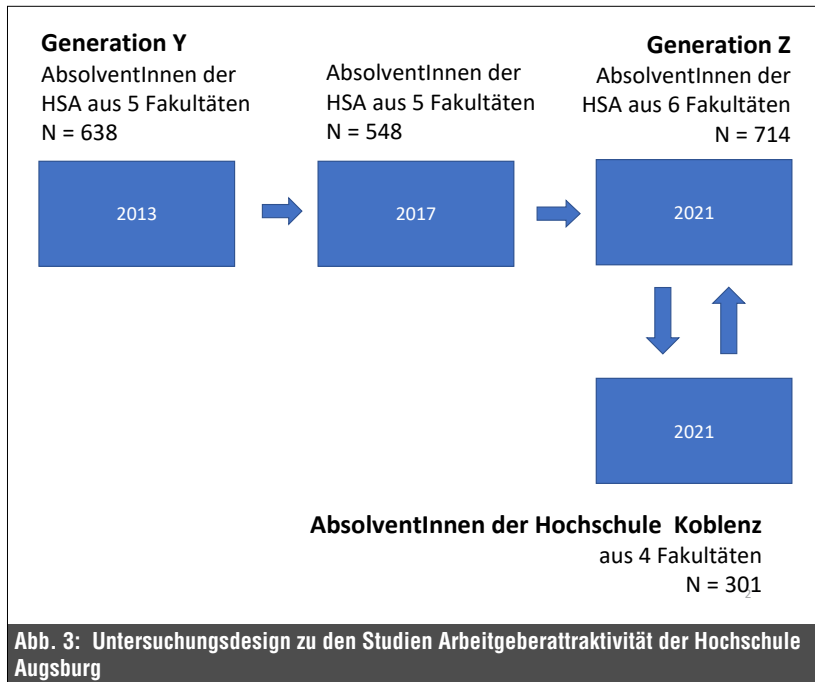 Generation Y
AbsolventInnen der
HSA aus 5 Fakultäten
N = 638
AbsolventInnen der
HSA aus 5 Fakultäten
N = 548
Generation Z
AbsolventInnen der
HSA aus 6 Fakultäten
N = 714
2013
2017
2021
2021
AbsolventInnen der Hochschule Koblenz
aus 4 Fakultäten
N = 301
2
Abb. 3: Untersuchungsdesign zu den Studien Arbeitgeberattraktivität der Hochschule
Augsburg